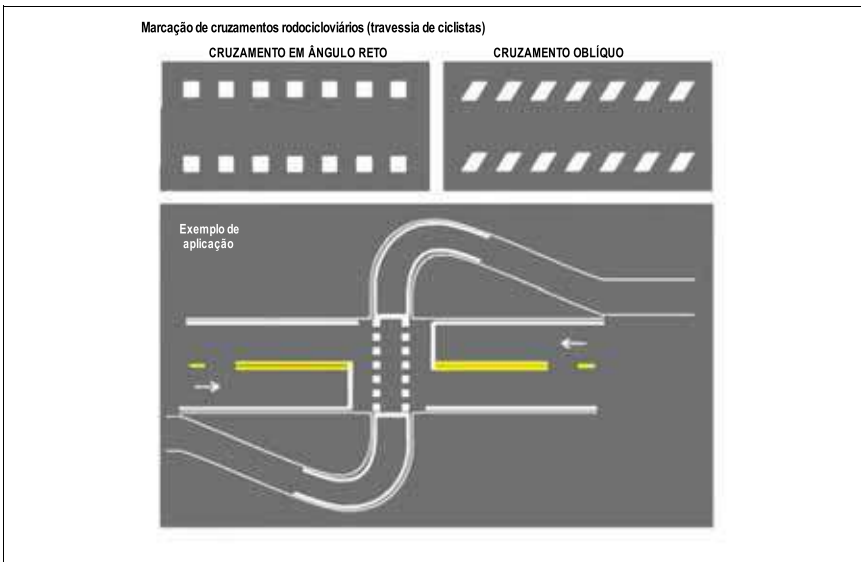 Marcação de cruzamentos rodocicloviários (travessia de ciclistas)
CRUZAMENTO EM ÂNGULO RETO
CRUZAMENTO OBLÍQUO
Exemplo de
aplicação